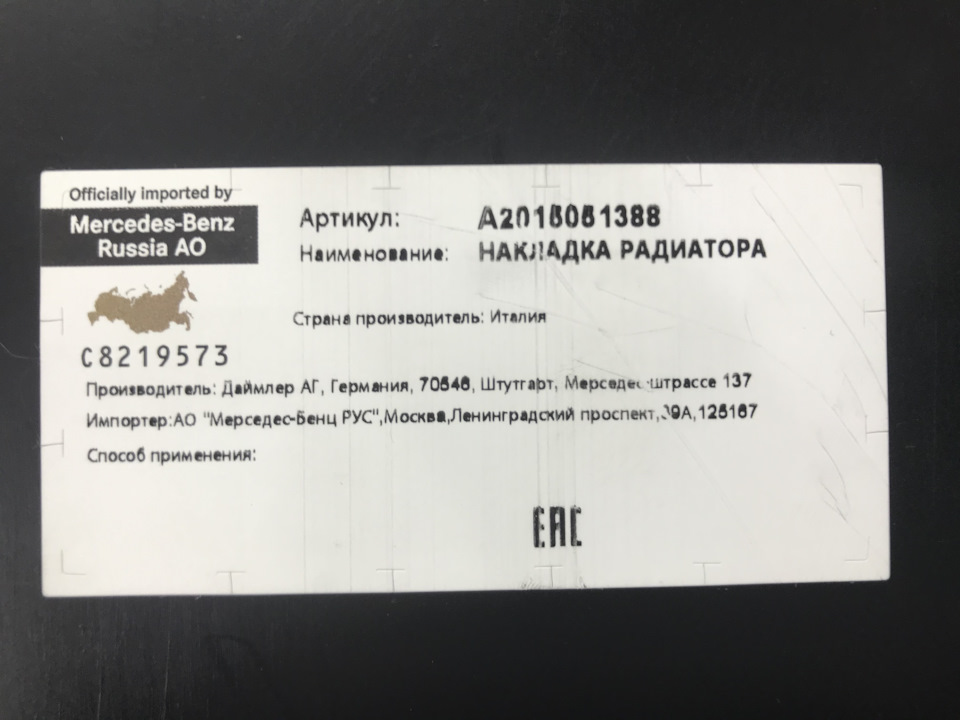 Officially imported by
Mercedes-Benz
Russia AO
Артикул: A2015051388
Наименование: НАКЛАДКА РАДИАТОРА
Страна производитель: Италия
C8219573
Производитель: Даймлер АГ, Германия, 70546, Штутгарт, Мерседес штрассе 137
Импортер:АО "Мерседес-Бенц РУС",Москва,Ленинградский проспект,39А,125167
Способ применения:
EAC